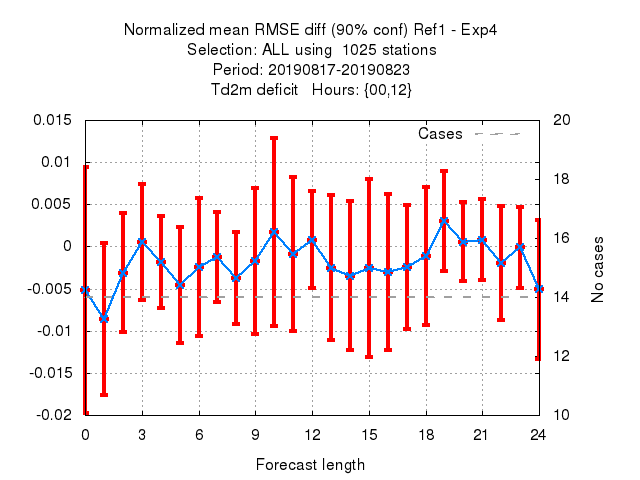 Normalized mean RMSE diff (90% conf) Ref1 - Exp4
Selection: ALL using  1025 stations
Period: 20190817-20190823
Td2m deficit   Hours: {00,12}
Cases
0.015
0.01
0.005
0
-0.005
-0.01
-0.015
-0.02
20
18
16
14
12
10
No cases
0 3 6 9 12 15 18 21 24
Forecast length